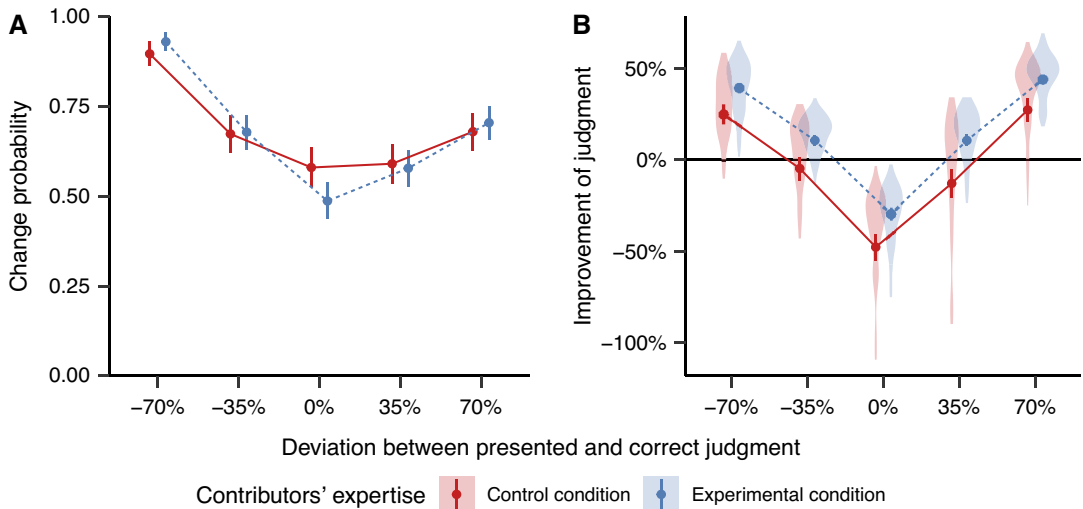 A
B
1.00
0.75
0.50
0.25
0.00
Change probability
−70%
−35%
0%
35%
70%
50%
0%
−50%
−100%
Improvement of judgment
−70%
−35%
0%
35%
70%
Deviation between presented and correct judgment
Contributors’ expertise
Control condition
Experimental condition